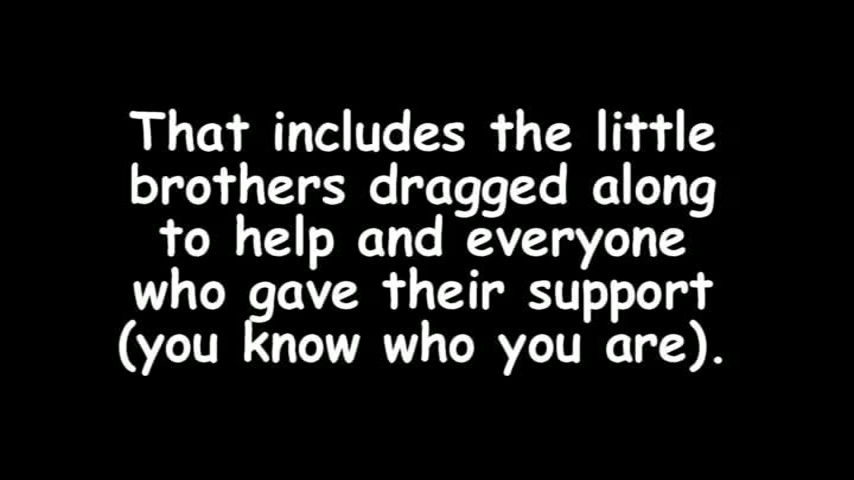 That includes the little
brothers dragged along
to help and everyone
who gave their support
(you know who you are).